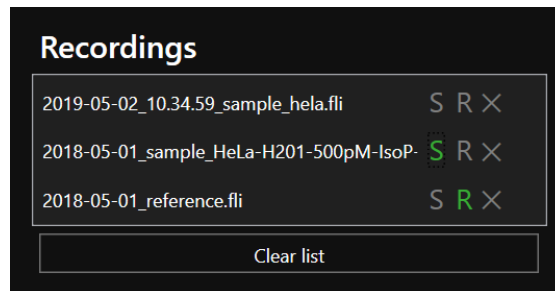 Recordings
2019-05-02_10.34.59_sample_hela.fli S R ×
2018-05-01_sample_HeLa-H201-500pM-IsoP- S R ×
2018-05-01_reference.fli S R ×
Clear list